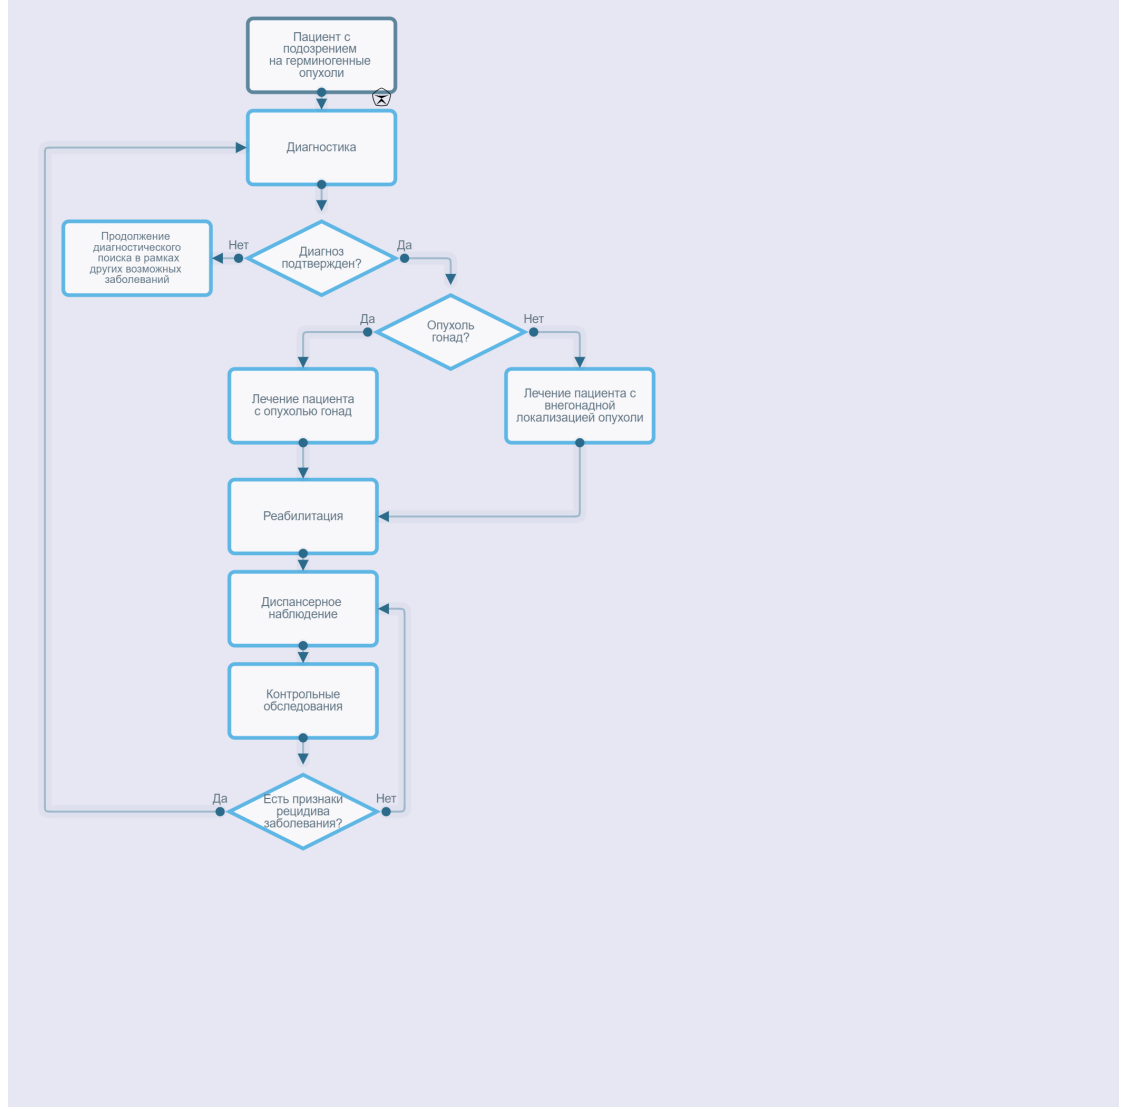 Пациент с
подозрением
на герминогенные
опухоли
Диагностика
Диагноз
подтвержден?
Нет
Да
Продолжение
диагностического
поиска в рамках
других возможных
заболеваний
Опухоль
гонад?
Да
Нет
Лечение пациента
с опухолью гонад
Лечение пациента с
внегонадной
локализацией опухоли
Реабилитация
Диспансерное
наблюдение
Контрольные
обследования
Есть признаки
рецидива
заболевания?
Да
Нет